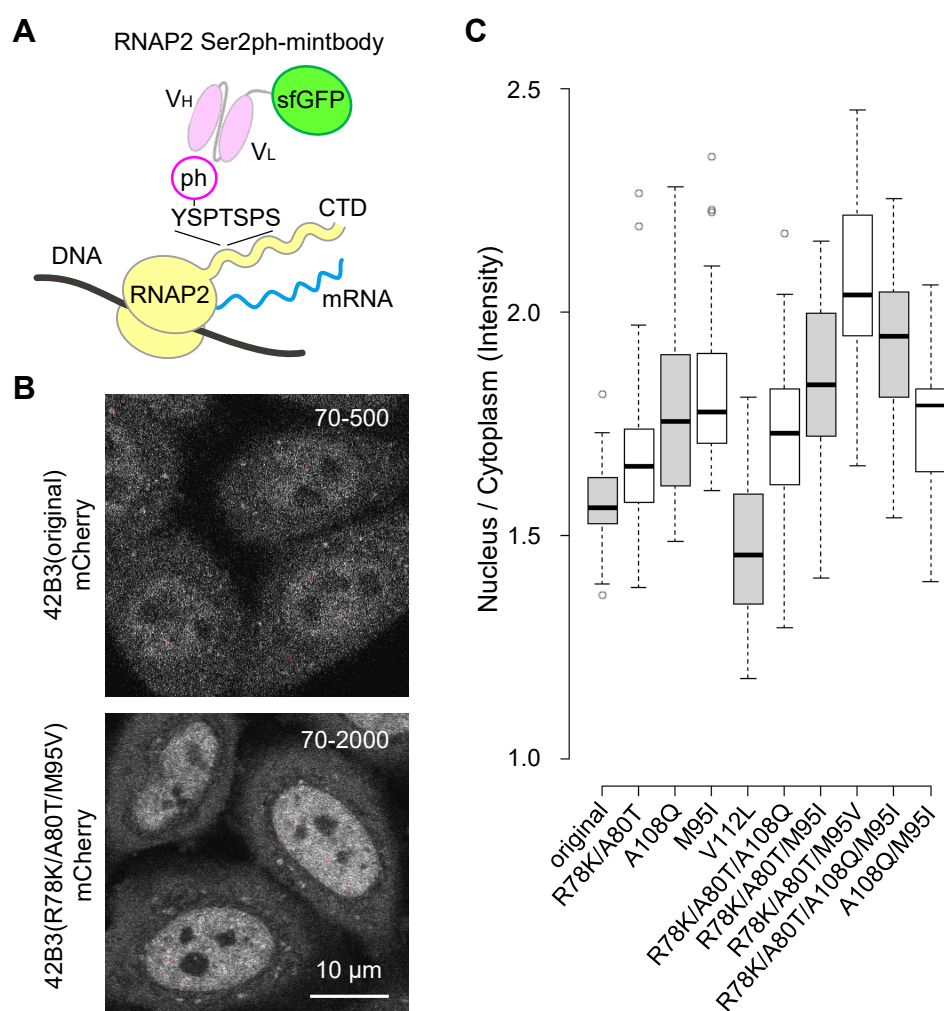 A
RNAP2 Ser2ph-mintbody
VH
sfGFP
VL
ph
YSPTSPS
CTD
DNA
RNAP2
mRNA
B
70-500
42B3(original)
mCherry
70-2000
42B3(R78K/A80T/M95V)
mCherry
10 μm
C
Nucleus / Cytoplasm (Intensity)
2.5
2.0
1.5
1.0
original
R78K/A80T
A108Q
M95I
V112L
R78K/A80T/A108Q
R78K/A80T/M95I
R78K/A80T/M95V
R78K/A80T/A108Q/M95I
A108Q/M95I